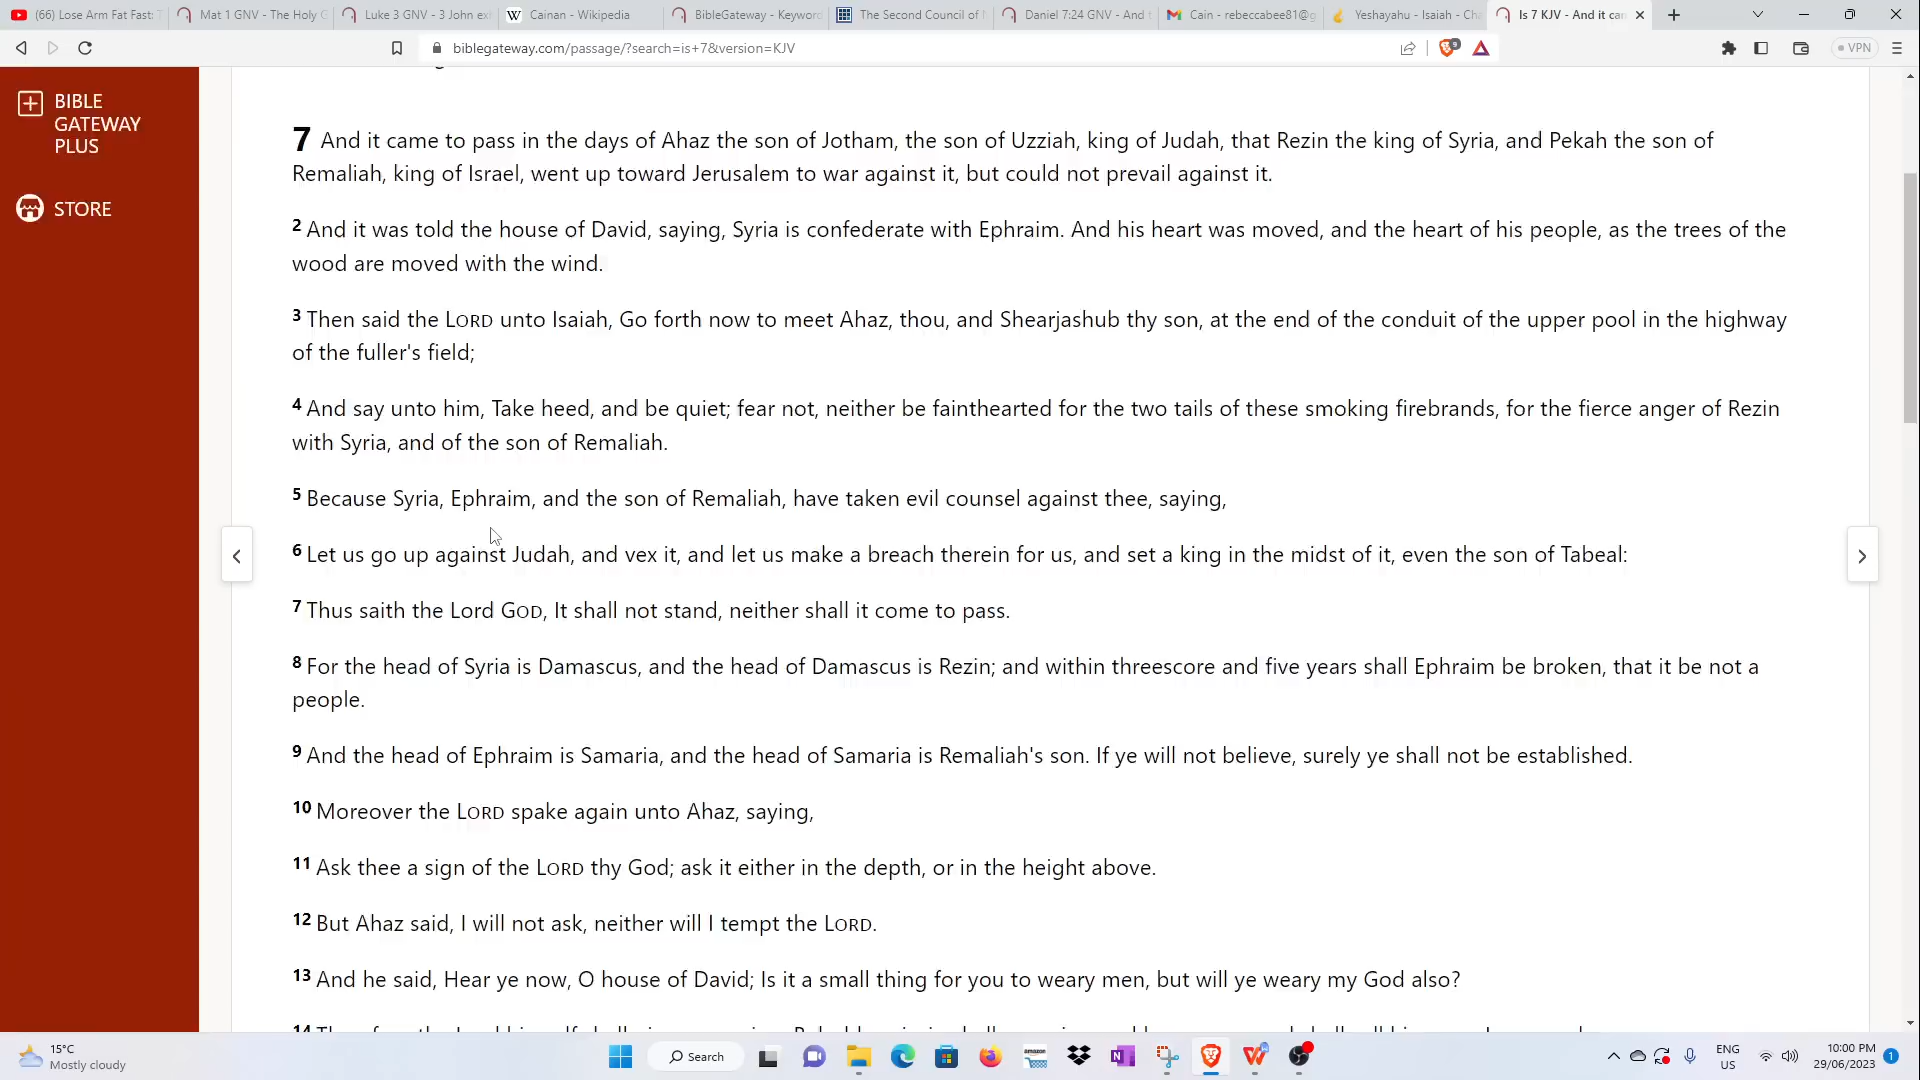 (66) Lose Arm Fat Fast:
Mat 1 GNV - The Holy
Luke 3 GNV - 3 John
Cainan - Wikipedia
BibleGateway - Keyword
The Second Council of
Daniel 7:24 GNV - And
Cain - rebeccabee81@g
Yeshayahu - Isaiah -
Is 7 KJV - And it
biblegateway.com/passage/?search=is+7&version=KJV
9
VPN
BIBLE
GATEWAY
PLUS
STORE
7 And it came to pass in the days of Ahaz the son of Jotham, the son of Uzziah, king of Judah, that Rezin the king of Syria, and Pekah the son of
Remaliah, king of Israel, went up toward Jerusalem to war against it, but could not prevail against it.
2 And it was told the house of David, saying, Syria is confederate with Ephraim. And his heart was moved, and the heart of his people, as the trees of the
wood are moved with the wind.
3 Then said the LORD unto Isaiah, Go forth now to meet Ahaz, thou, and Shearjashub thy son, at the end of the conduit of the upper pool in the highway
of the fuller's field;
4 And say unto him, Take heed, and be quiet; fear not, neither be fainthearted for the two tails of these smoking firebrands, for the fierce anger of Rezin
with Syria, and of the son of Remaliah.
5 Because Syria, Ephraim, and the son of Remaliah, have taken evil counsel against thee, saying,
6 Let us go up against Judah, and vex it, and let us make a breach therein for us, and set a king in the midst of it, even the son of Tabeal:
7 Thus saith the Lord GOD, It shall not stand, neither shall it come to pass.
8 For the head of Syria is Damascus, and the head of Damascus is Rezin; and within threescore and five years shall Ephraim be broken, that it be not a
people.
9 And the head of Ephraim is Samaria, and the head of Samaria is Remaliah's son. If ye will not believe, surely ye shall not be established.
10 Moreover the LORD spake again unto Ahaz, saying,
11 Ask thee a sign of the LORD thy God; ask it either in the depth, or in the height above.
12 But Ahaz said, I will not ask, neither will I tempt the LORD.
13 And he said, Hear ye now, O house of David; Is it a small thing for you to weary men, but will ye weary my God also?
15°C
Mostly cloudy
Search
amazon
ENG
US
10:00 PM
29/06/2023
1